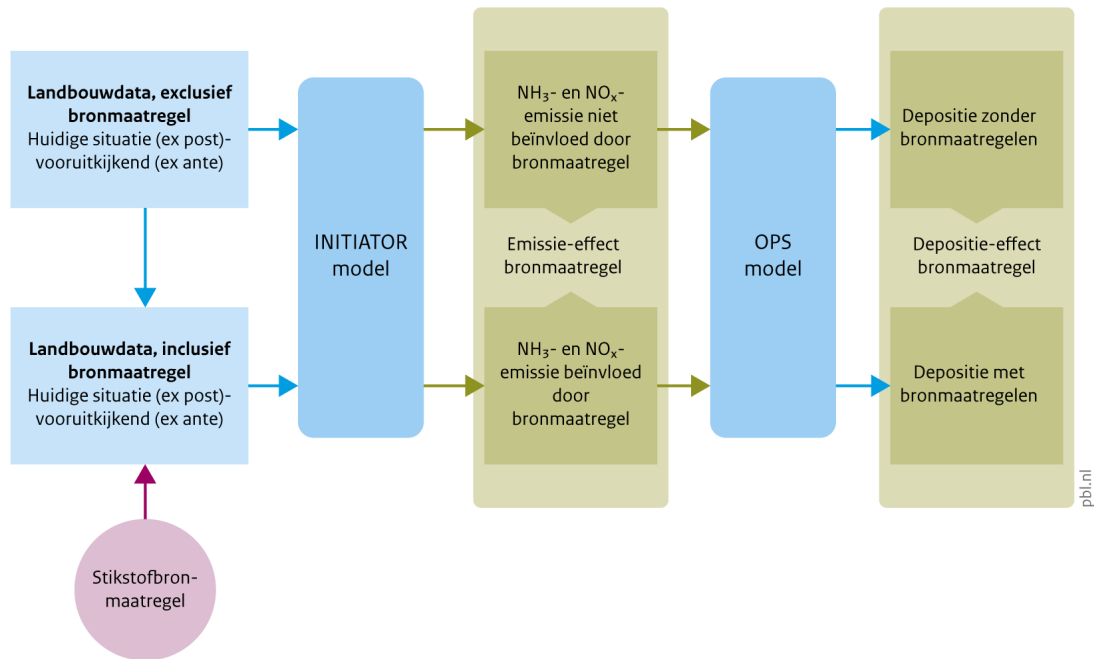 Landbouwdata, exclusief
bronmaatregel
Huidige situatie (ex post)-
vooruitkijkend (ex ante)
Landbouwdata, inclusief
bronmaatregel
Huidige situatie (ex post)-
vooruitkijkend (ex ante)
Stikstofbron-
maatregel
INITIATOR
model
NH₃- en NOₓ-
emissie niet
beïnvloed door
bronmaatregel
Emissie-effect
bronmaatregel
NH₃- en NOₓ-
emissie beïnvloed
door
bronmaatregel
OPS
model
Depositie zonder
bronmaatregelen
Depositie-effect
bronmaatregel
Depositie met
bronmaatregelen
pbl.nl